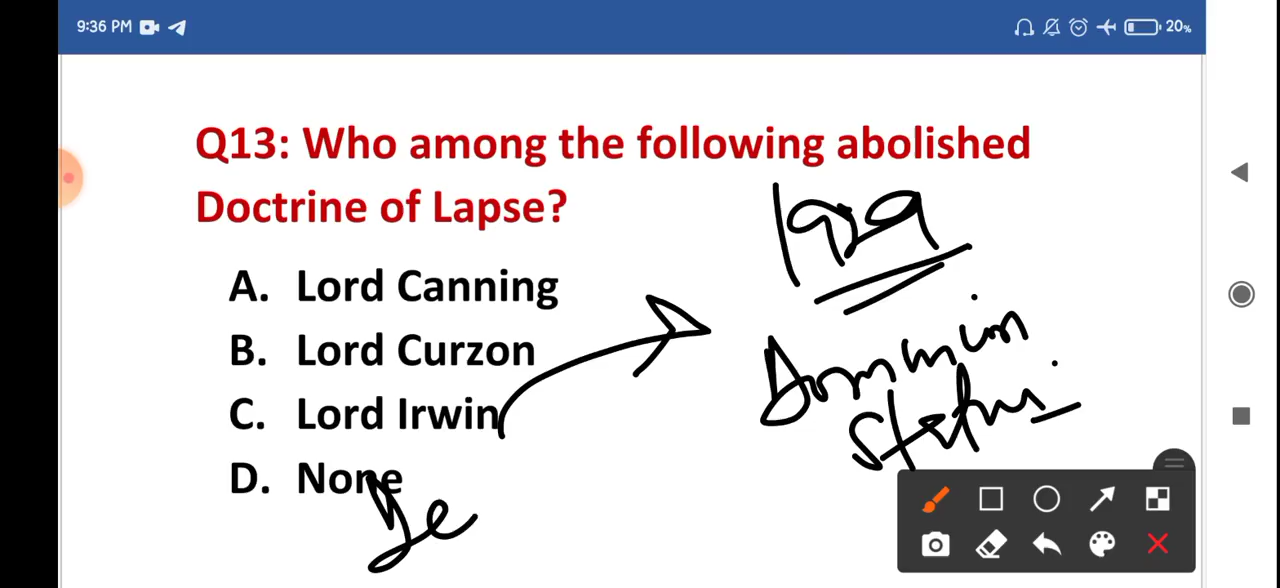 9:36 PM
20%
Q13: Who among the following abolished
Doctrine of Lapse?
1929
A. Lord Canning
B. Lord Curzon
C. Lord Irwin
D. None
Dominion
status
De